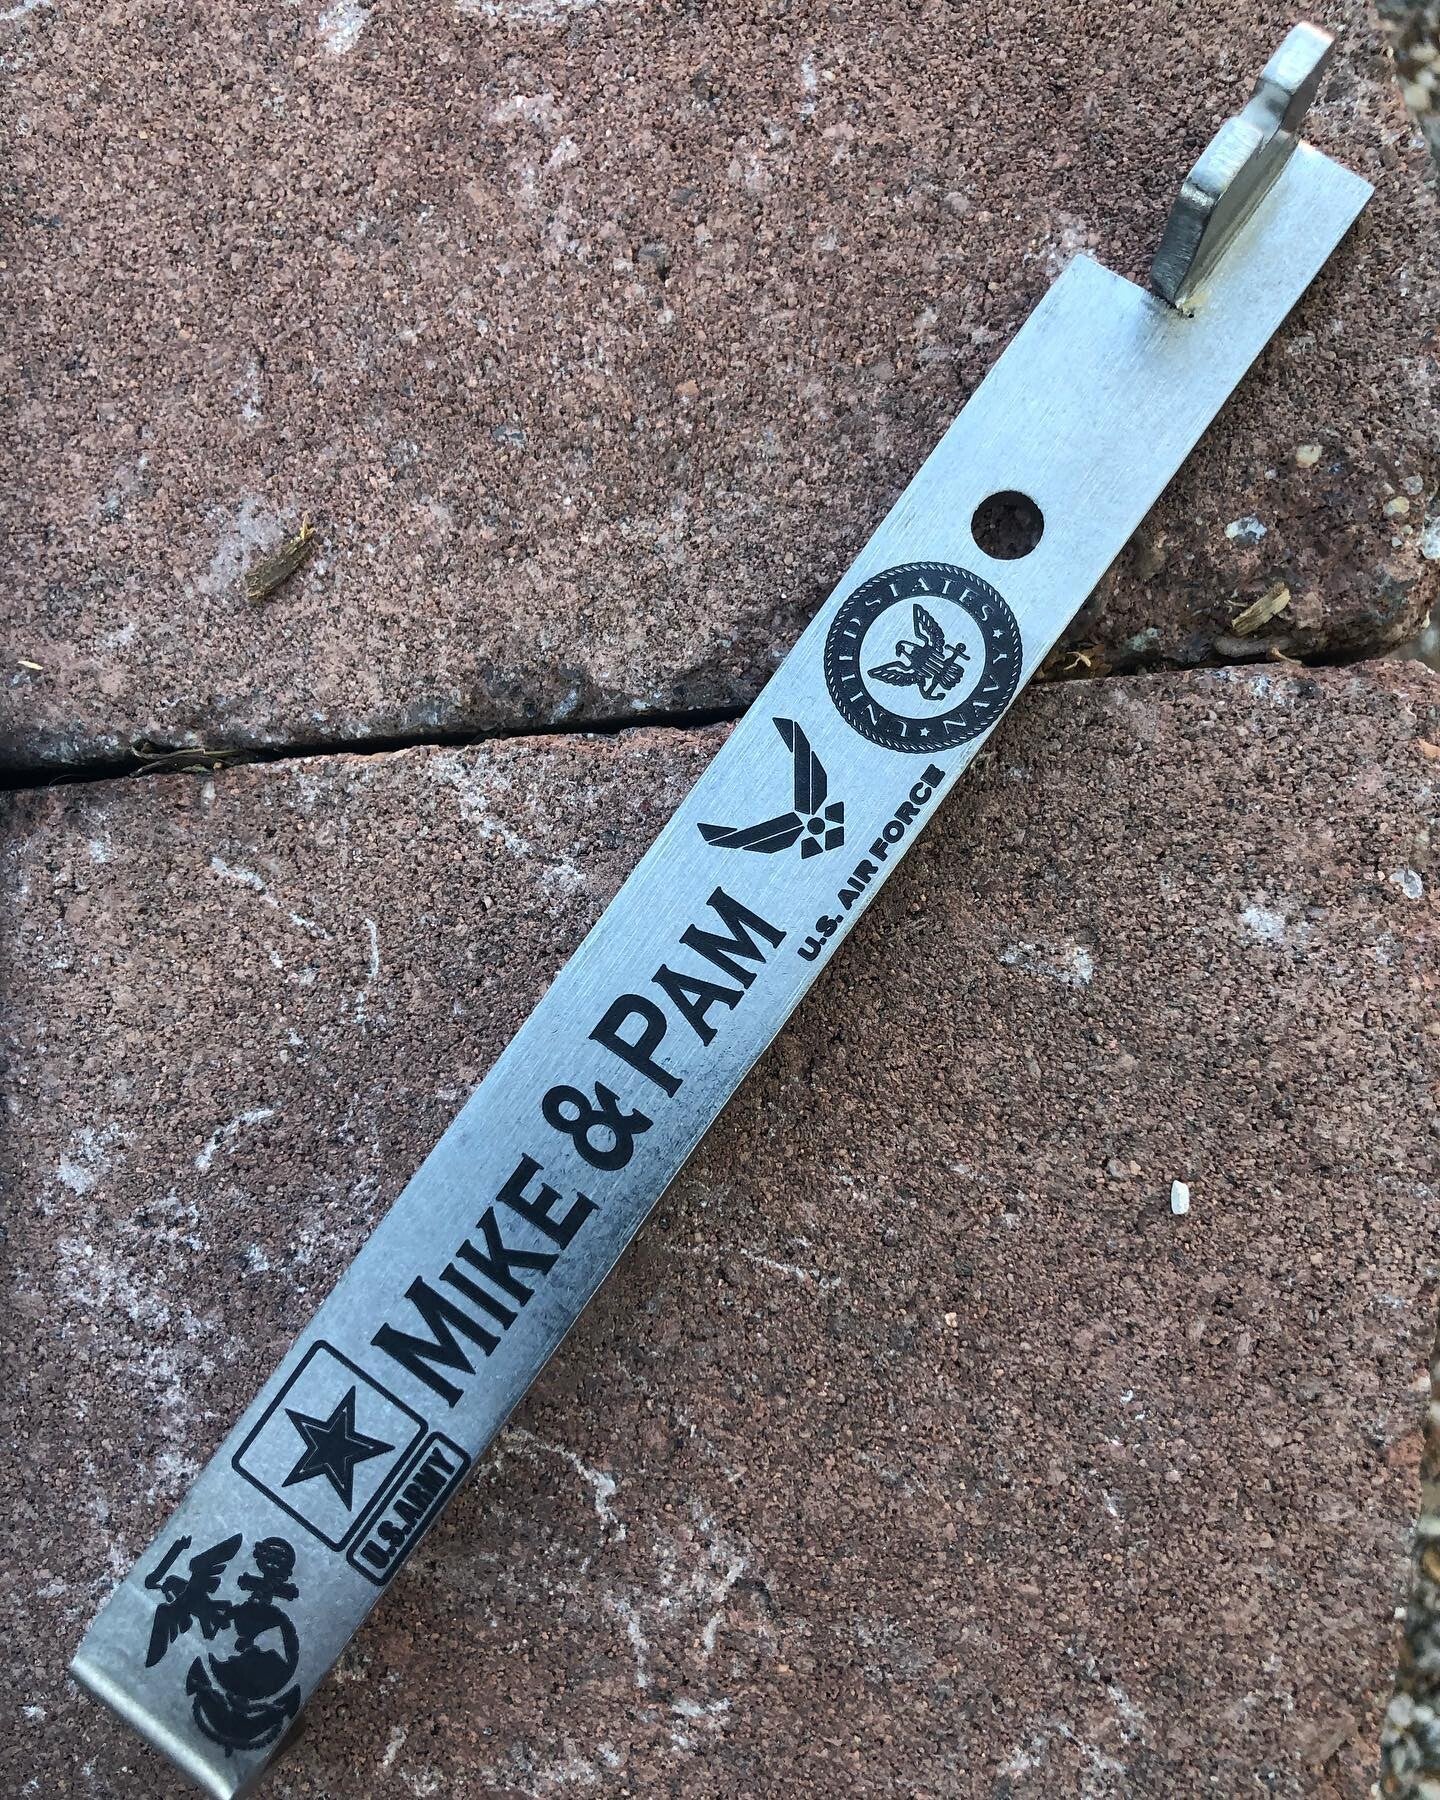 U.S. ARMY
MIKE & PAM
U.S. AIR FORCE
UNITED STATES ★ NAVY ★